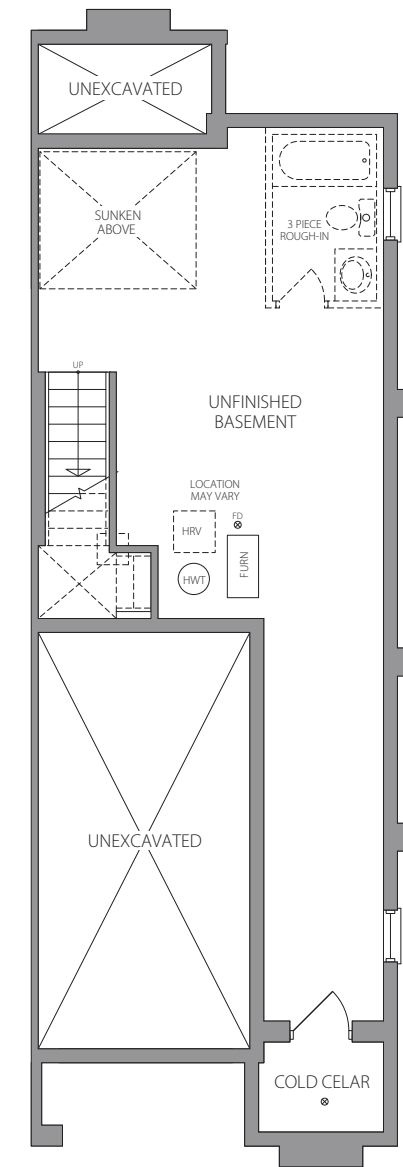 UNEXCAVATED
SUNKEN
ABOVE
3 PIECE
ROUGH-IN
UP
UNFINISHED
BASEMENT
LOCATION
MAY VARY
HRV
FD
FURN
HWT
UNEXCAVATED
COLD CELAR